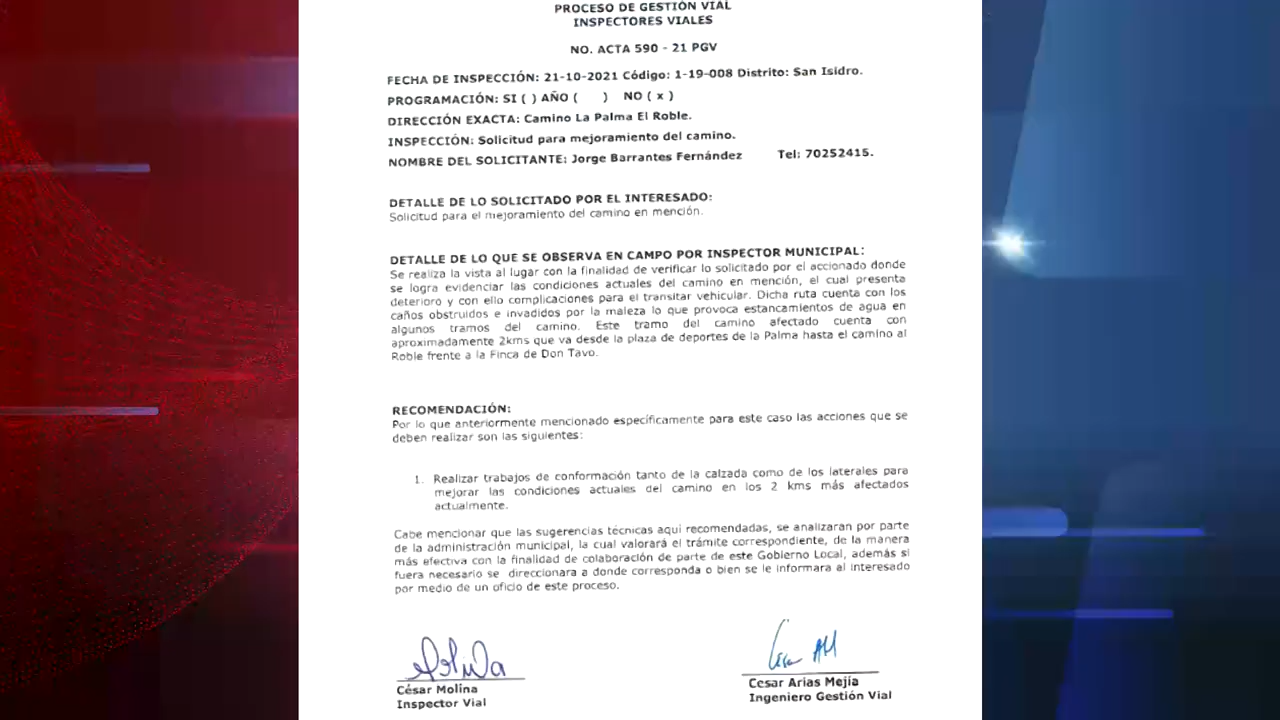 PROCESO DE GESTIÓN VIAL
INSPECTORES VIALES
NO. ACTA 590 - 21 PGV
FECHA DE INSPECCIÓN: 21-10-2021 Código: 1-19-008 Distrito: San Isidro.
PROGRAMACIÓN: SI ( ) AÑO ( ) NO ( x )
DIRECCIÓN EXACTA: Camino La Palma El Roble.
INSPECCIÓN: Solicitud para mejoramiento del camino.
NOMBRE DEL SOLICITANTE: Jorge Barrantes Fernández Tel: 70252415.
DETALLE DE LO SOLICITADO POR EL INTERESADO:
Solicitud para el mejoramiento del camino en mención.
DETALLE DE LO QUE SE OBSERVA EN CAMPO POR INSPECTOR MUNICIPAL:
Se realiza la vista al lugar con la finalidad de verificar lo solicitado por el accionado donde
se logra evidenciar las condiciones actuales del camino en mención, el cual presenta
deterioro y con ello complicaciones para el transitar vehicular. Dicha ruta cuenta con los
caños obstruidos e invadidos por la maleza lo que provoca estancamientos de agua en
algunos tramos del camino. Este tramo del camino afectado cuenta con
aproximadamente 2kms que va desde la plaza de deportes de la Palma hasta el camino al
Roble frente a la Finca de Don Tavo.
RECOMENDACIÓN:
Por lo que anteriormente mencionado específicamente para este caso las acciones que se
deben realizar son las siguientes:
1. Realizar trabajos de conformación tanto de la calzada como de los laterales para
mejorar las condiciones actuales del camino en los 2 kms más afectados
actualmente.
Cabe mencionar que las sugerencias técnicas aquí recomendadas, se analizaran por parte
de la administración municipal, la cual valorará el trámite correspondiente, de la manera
más efectiva con la finalidad de colaboración de parte de este Gobierno Local, además si
fuera necesario se direccionara a donde corresponda o bien se le informara al interesado
por medio de un oficio de este proceso.
César Molina
Inspector Vial
Cesar Arias Mejía
Ingeniero Gestión Vial